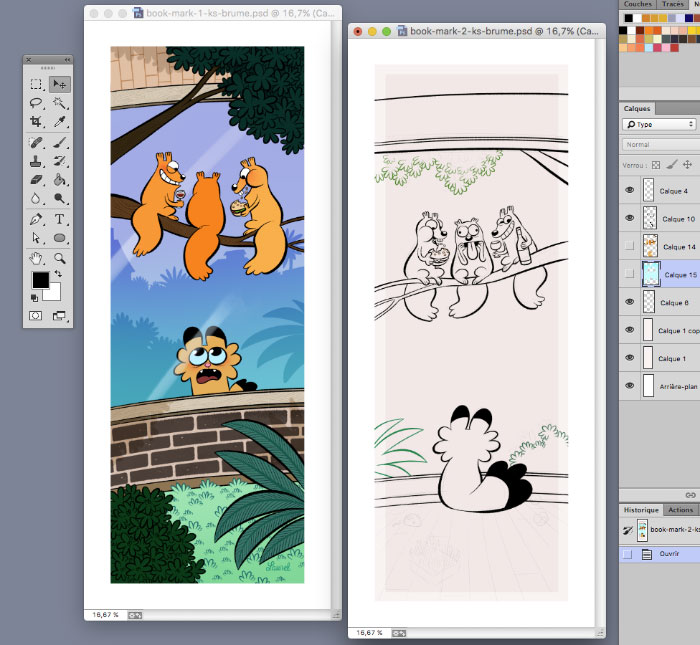 book-mark-1-ks-brume.psd @ 16,7% (Ca...
book-mark-2-ks-brume.psd @ 16,7% (Ca...
T
Laurel
16,67 %
16,67 %
Couches
Tracés
Calques
Type
Normal
Verrou :
Calque 4
Calque 10
Calque 14
Calque 15
Calque 6
Calque 1 cop
Calque 1
Arrière-plan
Historique
Actions
book-mark-2-ks
Ouvrir